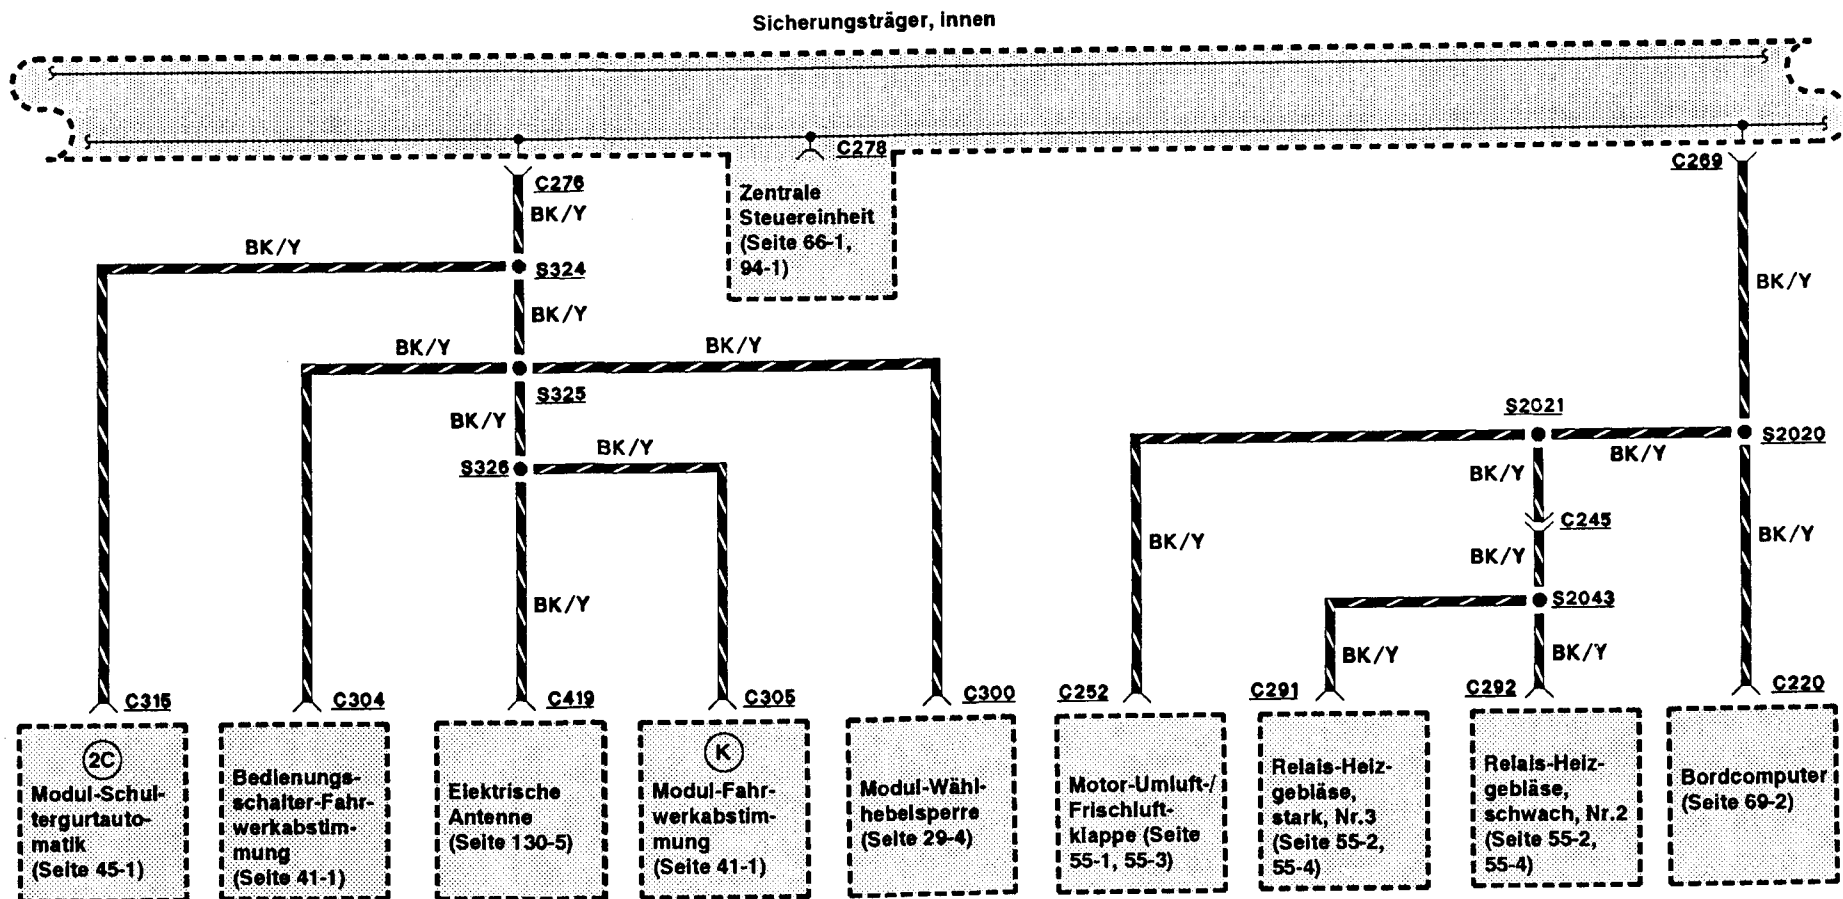 Sicherungsträger, innen
C278
C269
C276
Zentrale
Steuereinheit
(Seite 66-1,
94-1)
BK/Y
BK/Y
S324
BK/Y
BK/Y
BK/Y
BK/Y
S325
BK/Y
S2021
S2020
BK/Y
BK/Y
S326
BK/Y
BK/Y
C245
BK/Y
BK/Y
BK/Y
BK/Y
S2043
BK/Y
BK/Y
C315
C304
C419
C305
C300
C252
C291
C292
C220
2C
Modul-Schul-
tergurtauto-
matik
(Seite 45-1)
Bedienungs-
schalter-Fahr-
werkabstim-
mung
(Seite 41-1)
Elektrische
Antenne
(Seite 130-5)
K
Modul-Fahr-
werkabstim-
mung
(Seite 41-1)
Modul-Wähl-
hebelsperre
(Seite 29-4)
Motor-Umluft-/
Frischluft-
klappe (Seite
55-1, 55-3)
Relais-Heiz-
gebläse,
stark, Nr.3
(Seite 55-2,
55-4)
Relais-Heiz-
gebläse,
schwach, Nr.2
(Seite 55-2,
55-4)
Bordcomputer
(Seite 69-2)